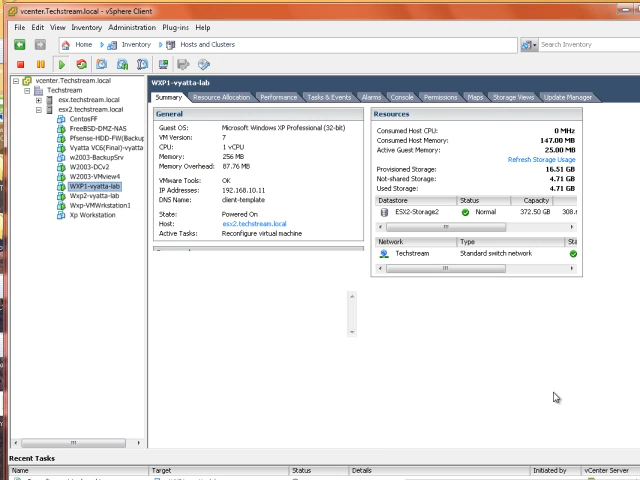 vcenter.Techstream.local - vSphere Client
File Edit View Inventory Administration Plug-ins Help
Home Inventory Hosts and Clusters Search Inventory
vcenter.Techstream.local
Techstream
esx.techstream.local
esx2.techstream.local
CentosFF
FreeBSD-DMZ-NAS
Pfsense-HDD-FW(Backup
Vyatta VC6(Final)-vyatta
W2003-BackupSrv
W2003-DCv2
W2003-VMview4
WXP1-vyatta-lab
Wxp2-vyatta-lab
Wxp-VMWrkstation1
Xp Workstation
WXP1-vyatta-lab
Summary Resource Allocation Performance Tasks & Events Alarms Console Permissions Maps Storage Views Update Manager
General
Guest OS: Microsoft Windows XP Professional (32-bit)
VM Version: 7
CPU: 1 vCPU
Memory: 256 MB
Memory Overhead: 87.76 MB
VMware Tools: OK
IP Addresses: 192.168.10.11
DNS Name: client-template
State: Powered On
Host: esx2.techstream.local
Active Tasks: Reconfigure virtual machine
Resources
Consumed Host CPU: 0 MHz
Consumed Host Memory: 147.00 MB
Active Guest Memory: 25.00 MB
Refresh Storage Usage
Provisioned Storage: 16.51 GB
Not-shared Storage: 4.71 GB
Used Storage: 4.71 GB
Datastore Status Capacity
ESX2-Storage2 Normal 372.50 GB 308.
Network Type Sta
Techstream Standard switch network
Recent Tasks
Name Target Status Details Initiated by vCenter Server